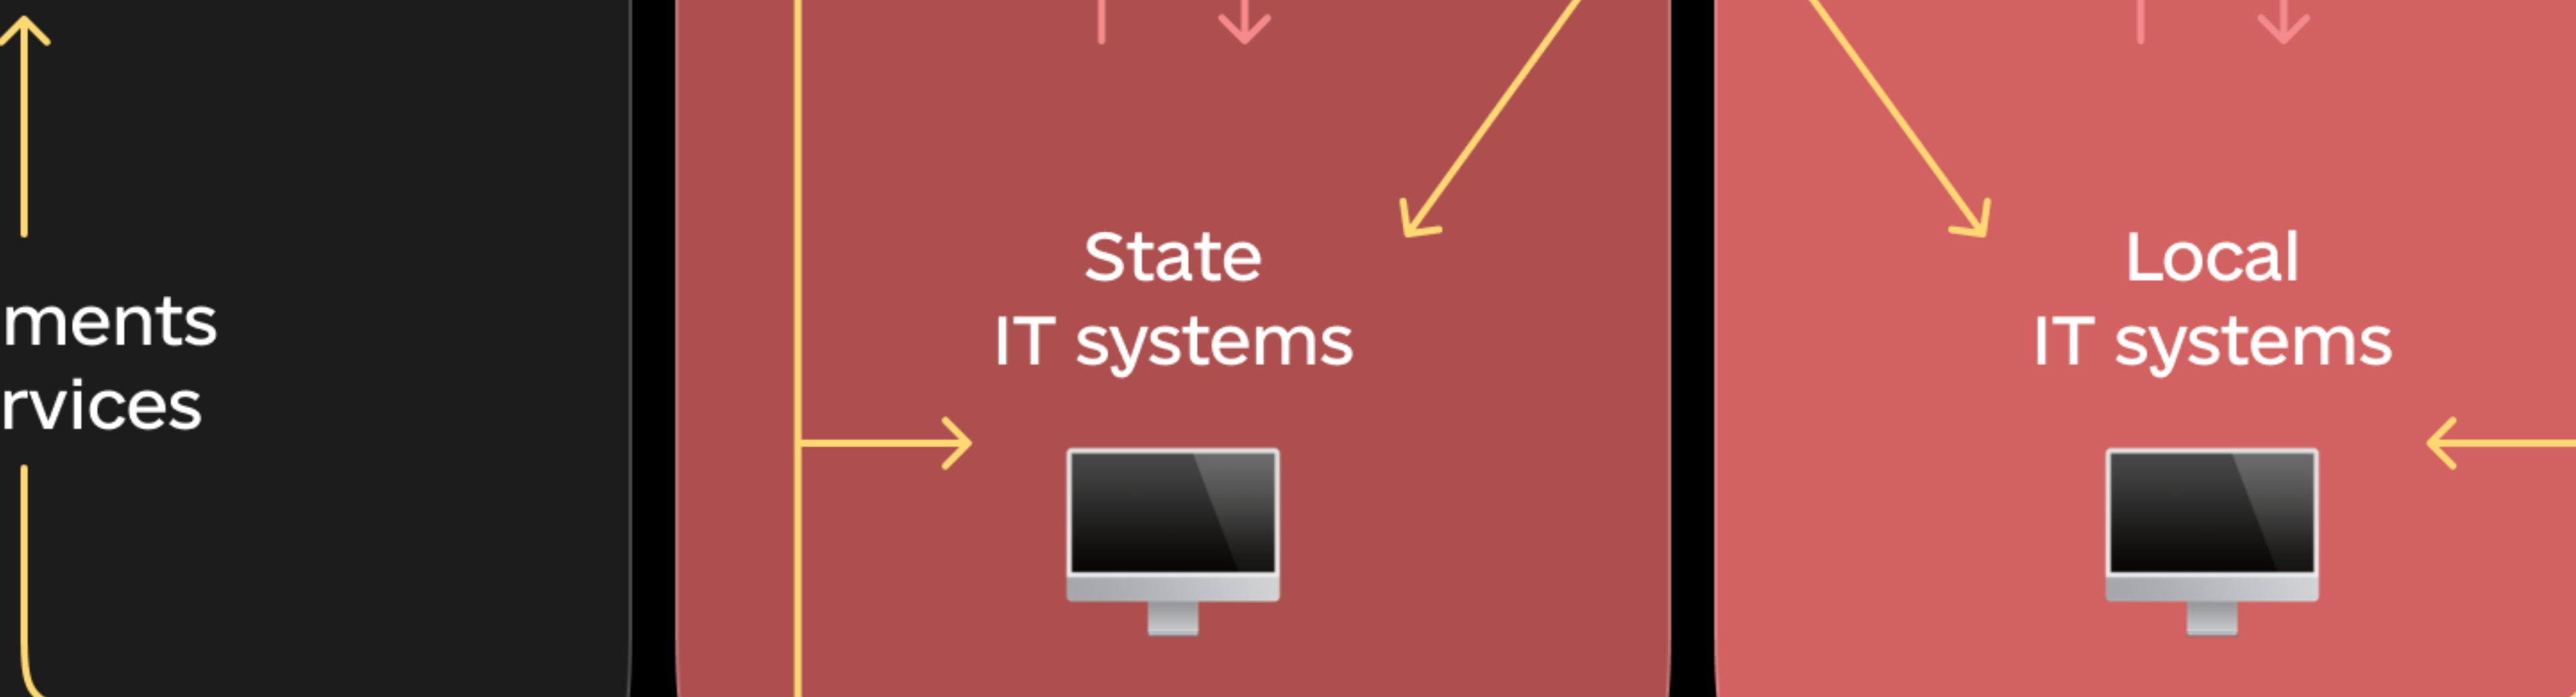 ments
rvices
State
IT systems
Local
IT systems